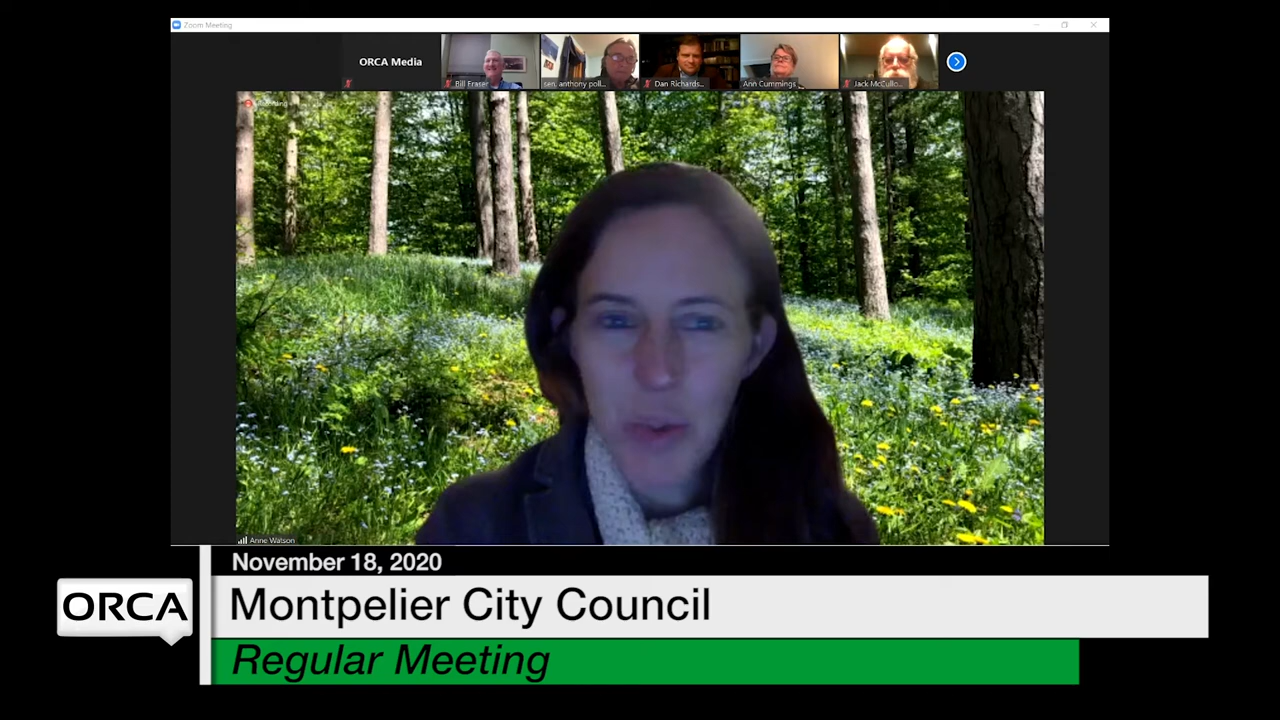 Zoom Meeting
ORCA Media
Bill Fraser
sen. anthony poll...
Dan Richards...
Ann Cummings
Jack McCullo...
Anne Watson
November 18, 2020
ORCA
Montpelier City Council
Regular Meeting